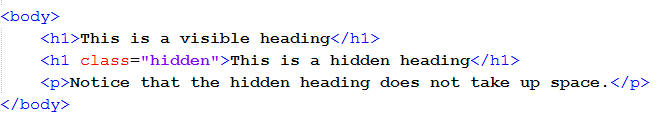 <body>
<h1>This is a visible heading</h1>
<h1 class="hidden">This is a hidden heading</h1>
<p>Notice that the hidden heading does not take up space.</p>
</body>